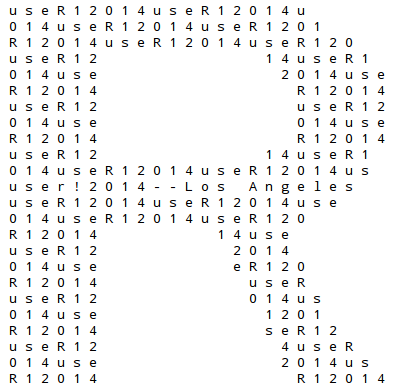 useR12014useR12014u
014useR12014useR1201
R12014useR12014useR120
useR12 14useR1
014use 2014use
R12014 R12014
useR12 useR12
014use 014use
R12014 R12014
useR12 14useR1
014useR12014useR12014us
user!2014--Los Angeles
useR12014useR12014use
014useR12014useR120
R12014 14use
useR12 2014
014use eR120
R12014 useR
useR12 014us
014use 1201
R12014 seR12
useR12 4useR
014use 2014us
R12014 R12014